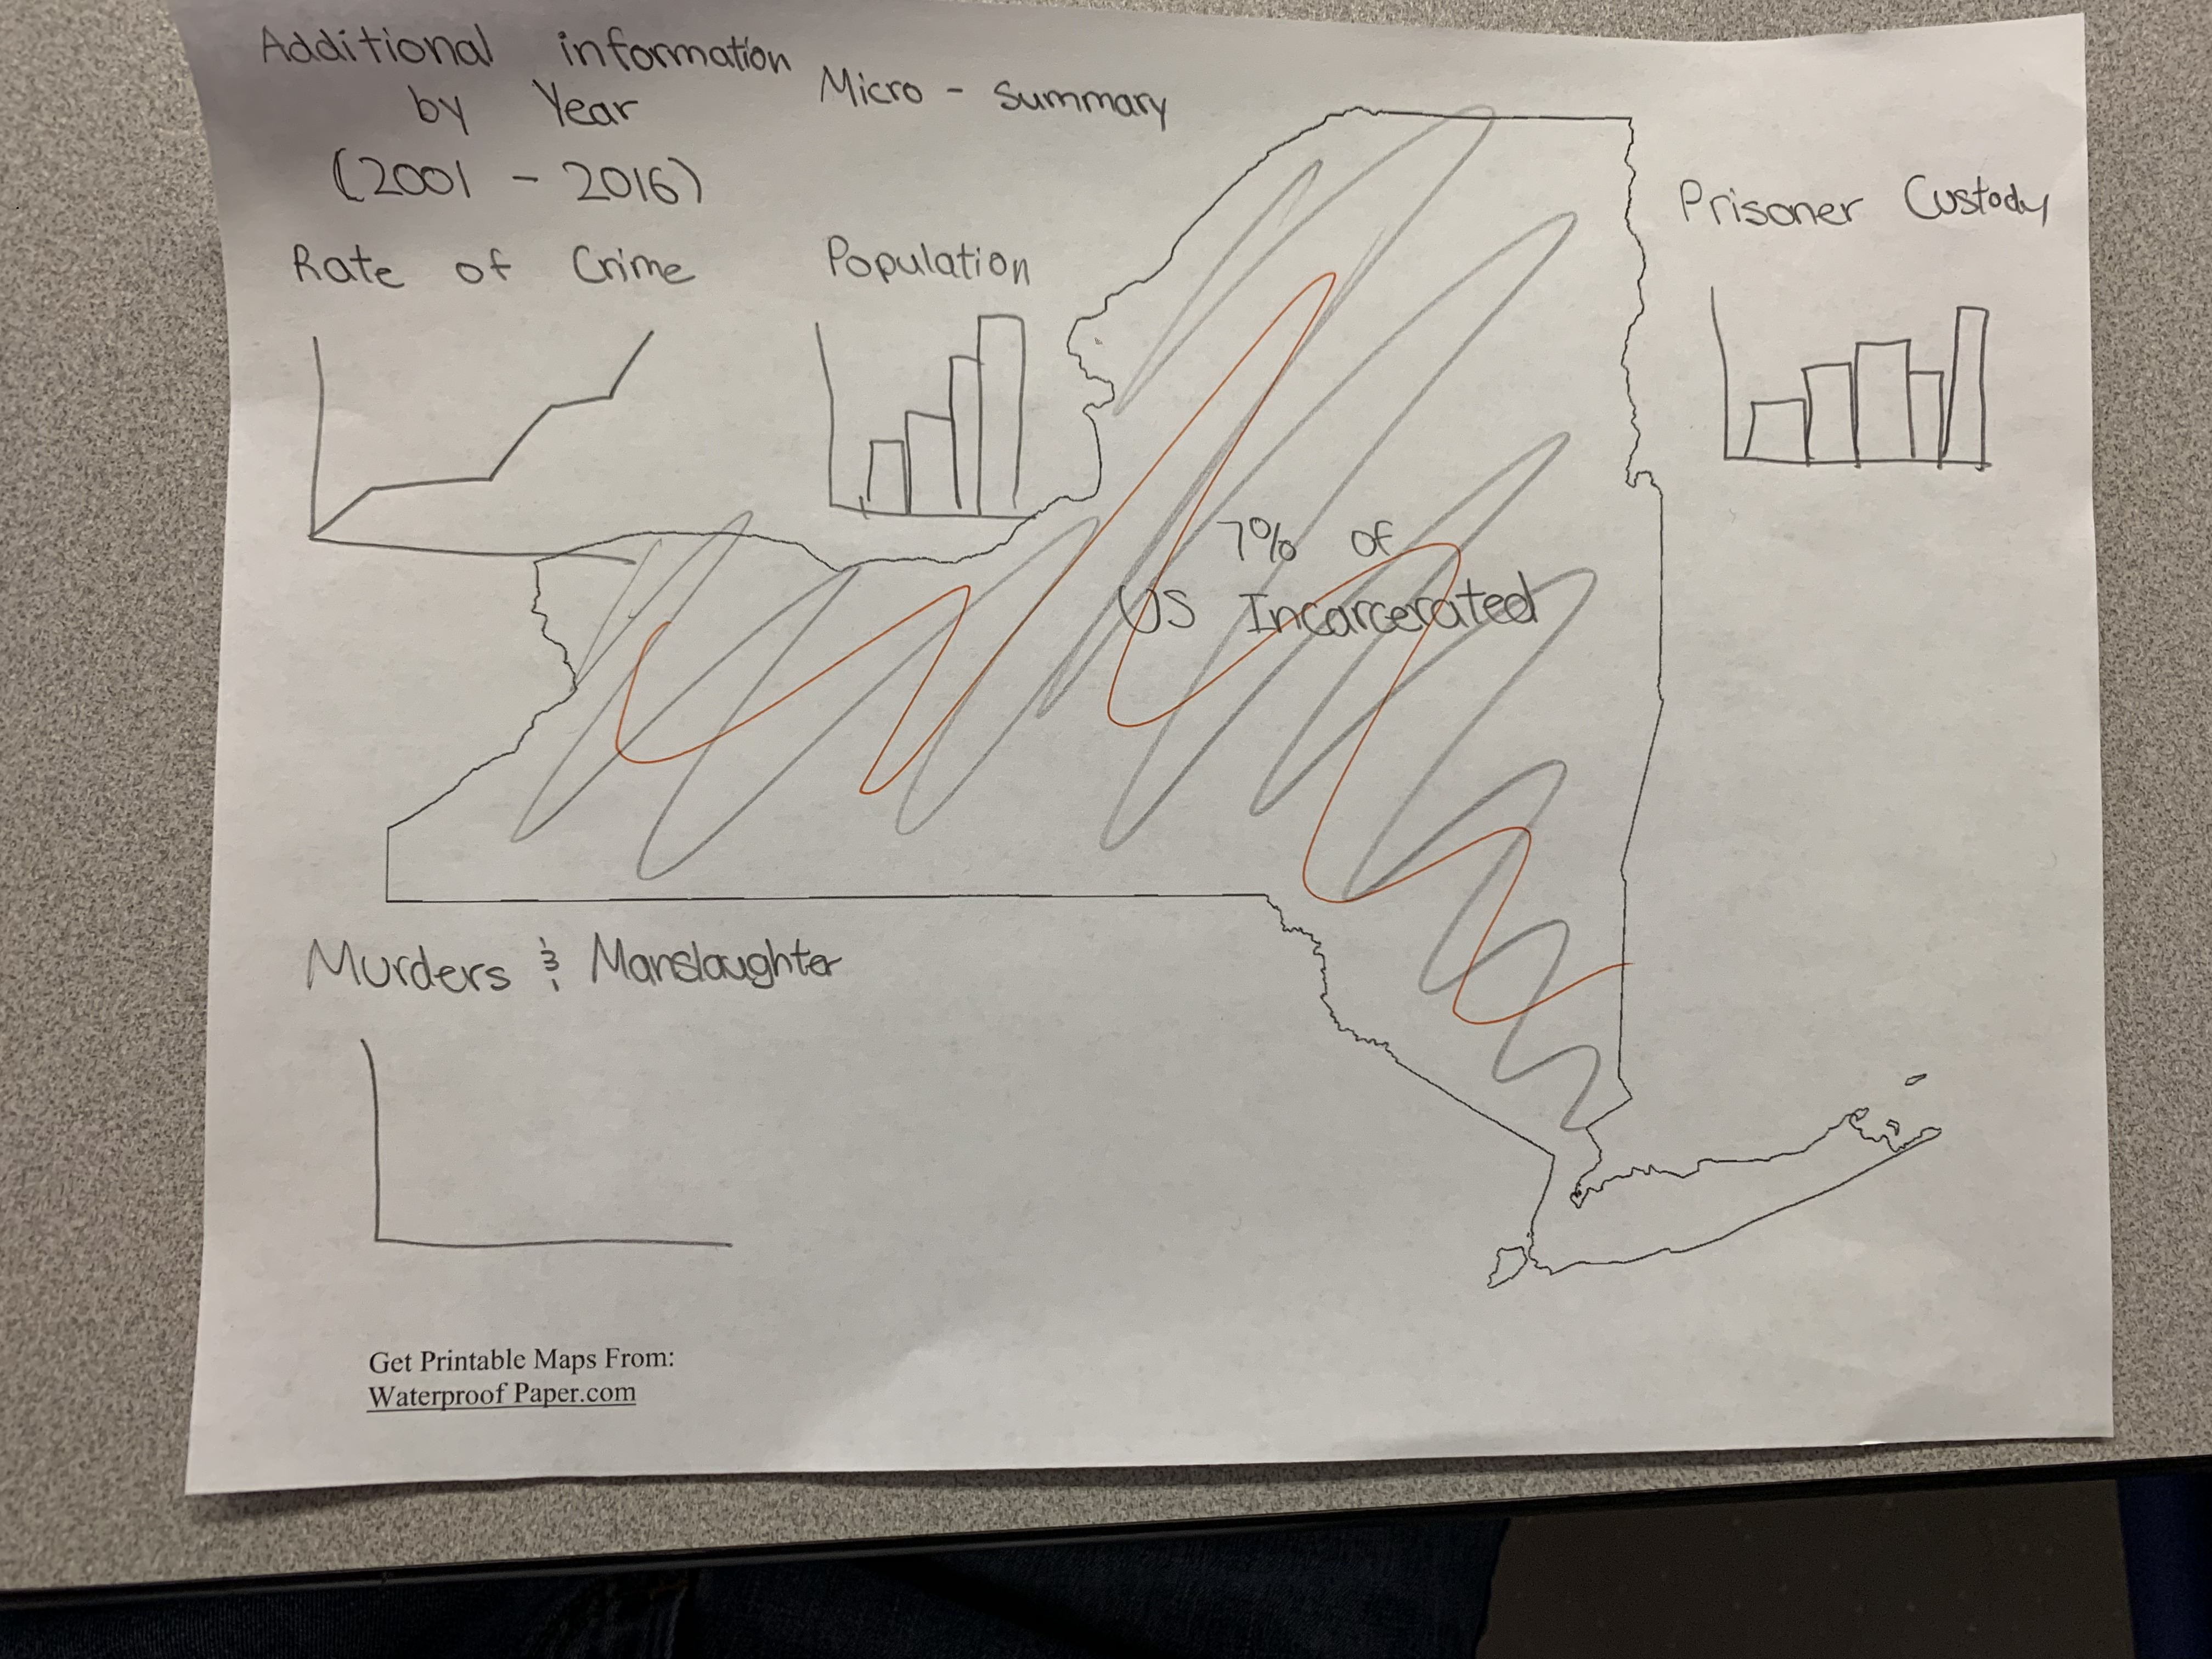 Additional information
by Year
(2001 - 2016)
Micro - Summary
Rate of Crime
Population
Prisoner Custody
7% of
US Incarcerated
Murders & Manslaughter
Get Printable Maps From:
Waterproof Paper.com